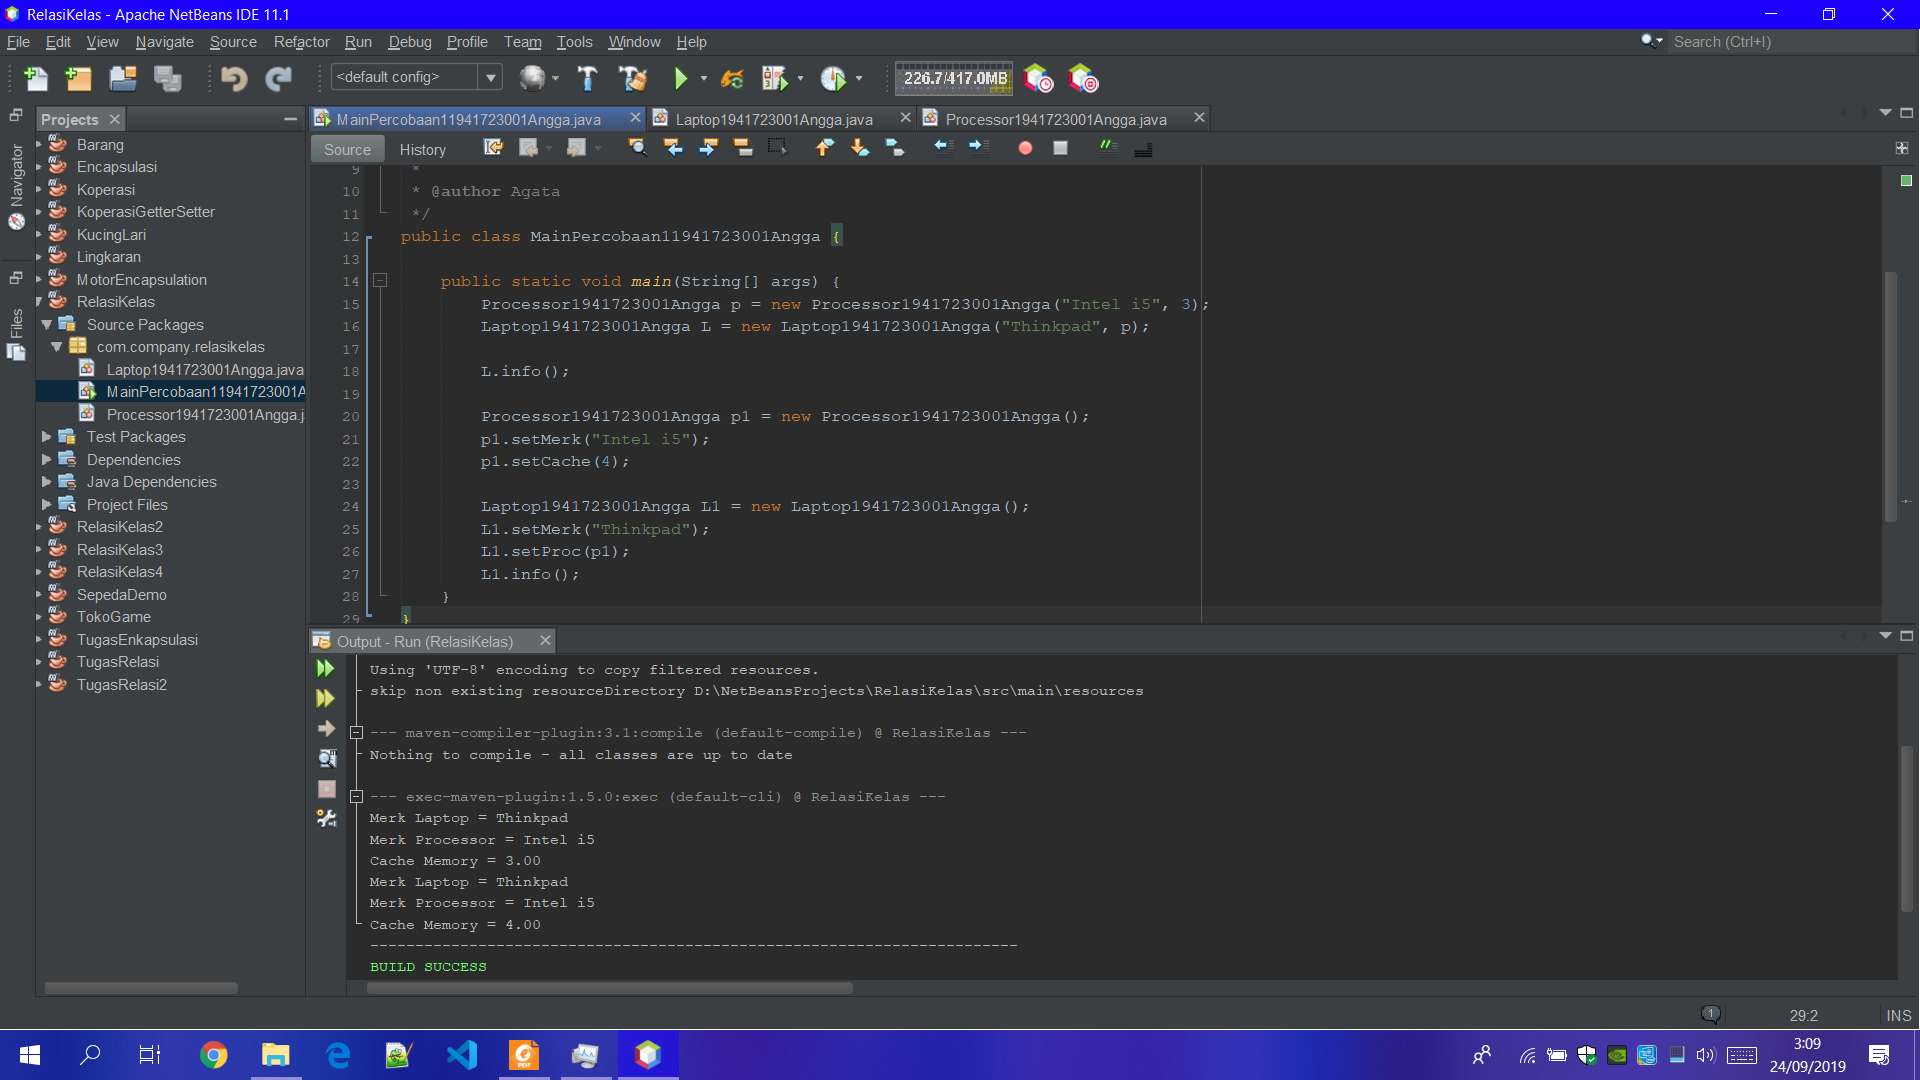 RelasiKelas - Apache NetBeans IDE 11.1
File Edit View Navigate Source Refactor Run Debug Profile Team Tools Window Help
Search (Ctrl+I)
<default config>
226.7/417.0MB
Projects
MainPercobaan11941723001Angga.java
Laptop1941723001Angga.java
Processor1941723001Angga.java
Source History
Navigator
Files
Barang
Encapsulasi
Koperasi
KoperasiGetterSetter
KucingLari
Lingkaran
MotorEncapsulation
RelasiKelas
Source Packages
com.company.relasikelas
Laptop1941723001Angga.java
MainPercobaan11941723001A
Processor1941723001Angga.j
Test Packages
Dependencies
Java Dependencies
Project Files
RelasiKelas2
RelasiKelas3
RelasiKelas4
SepedaDemo
TokoGame
TugasEnkapsulasi
TugasRelasi
TugasRelasi2
9 *
10 * @author Agata
11 */
12 public class MainPercobaan11941723001Angga {
13
14 public static void main(String[] args) {
15 Processor1941723001Angga p = new Processor1941723001Angga("Intel i5", 3);
16 Laptop1941723001Angga L = new Laptop1941723001Angga("Thinkpad", p);
17
18 L.info();
19
20 Processor1941723001Angga p1 = new Processor1941723001Angga();
21 p1.setMerk("Intel i5");
22 p1.setCache(4);
23
24 Laptop1941723001Angga L1 = new Laptop1941723001Angga();
25 L1.setMerk("Thinkpad");
26 L1.setProc(p1);
27 L1.info();
28 }
29 }
Output - Run (RelasiKelas)
Using 'UTF-8' encoding to copy filtered resources.
skip non existing resourceDirectory D:\NetBeansProjects\RelasiKelas\src\main\resources
--- maven-compiler-plugin:3.1:compile (default-compile) @ RelasiKelas ---
Nothing to compile - all classes are up to date
--- exec-maven-plugin:1.5.0:exec (default-cli) @ RelasiKelas ---
Merk Laptop = Thinkpad
Merk Processor = Intel i5
Cache Memory = 3.00
Merk Laptop = Thinkpad
Merk Processor = Intel i5
Cache Memory = 4.00
------------------------------------------------------------------------
BUILD SUCCESS
1
29:2 INS
3:09
24/09/2019